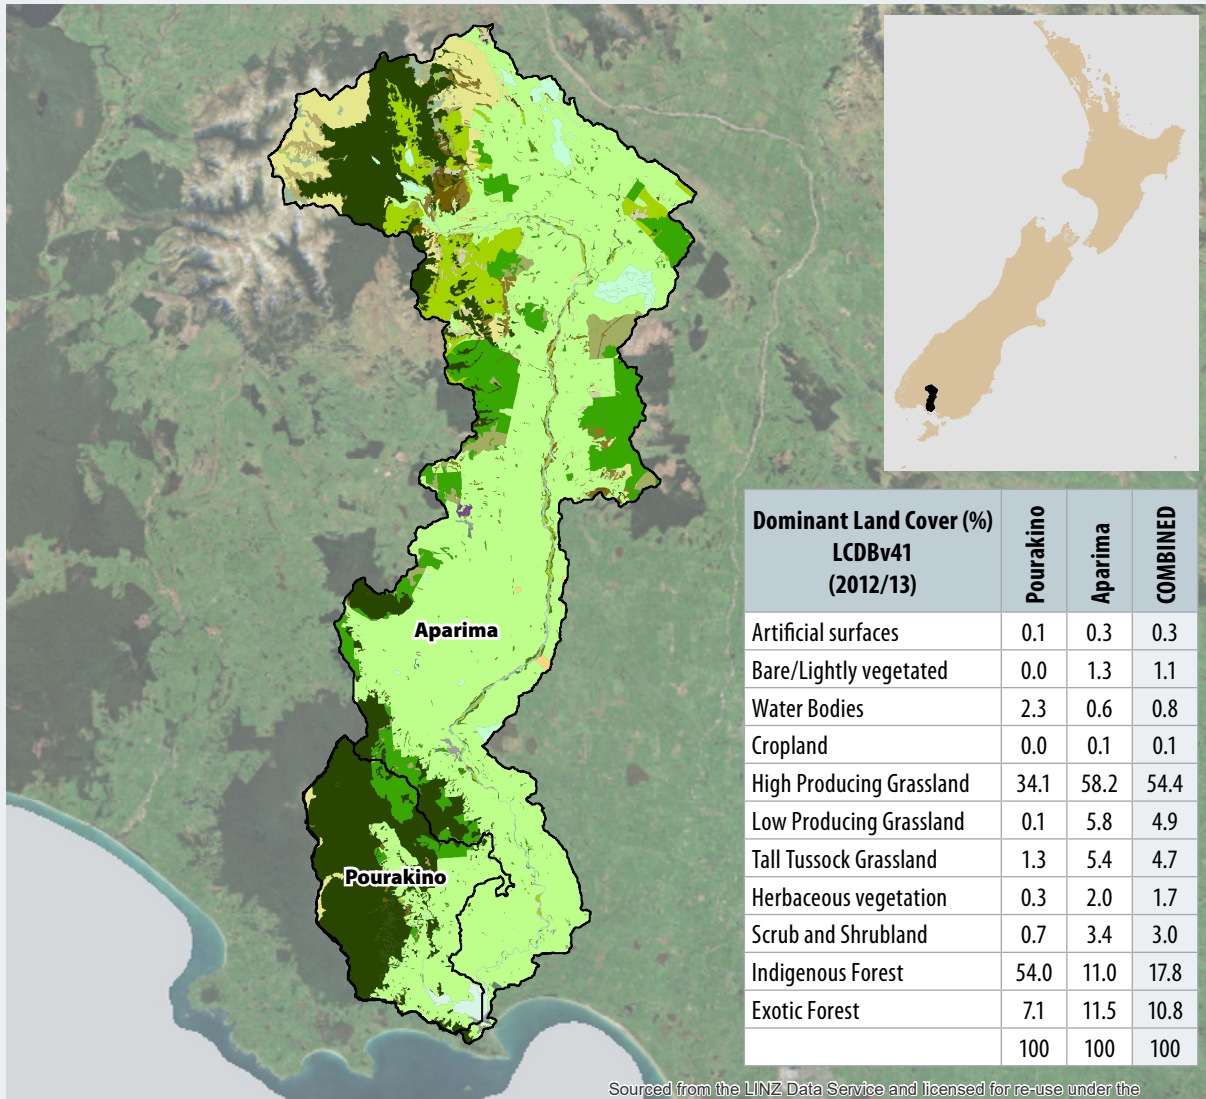 Aparima
Pourakino
Dominant Land Cover (%)
LCDBv41
(2012/13)
Pourakino
Aparima
COMBINED
Artificial surfaces 0.1 0.3 0.3
Bare/Lightly vegetated 0.0 1.3 1.1
Water Bodies 2.3 0.6 0.8
Cropland 0.0 0.1 0.1
High Producing Grassland 34.1 58.2 54.4
Low Producing Grassland 0.1 5.8 4.9
Tall Tussock Grassland 1.3 5.4 4.7
Herbaceous vegetation 0.3 2.0 1.7
Scrub and Shrubland 0.7 3.4 3.0
Indigenous Forest 54.0 11.0 17.8
Exotic Forest 7.1 11.5 10.8
100 100 100
Sourced from the LINZ Data Service and licensed for re-use under the